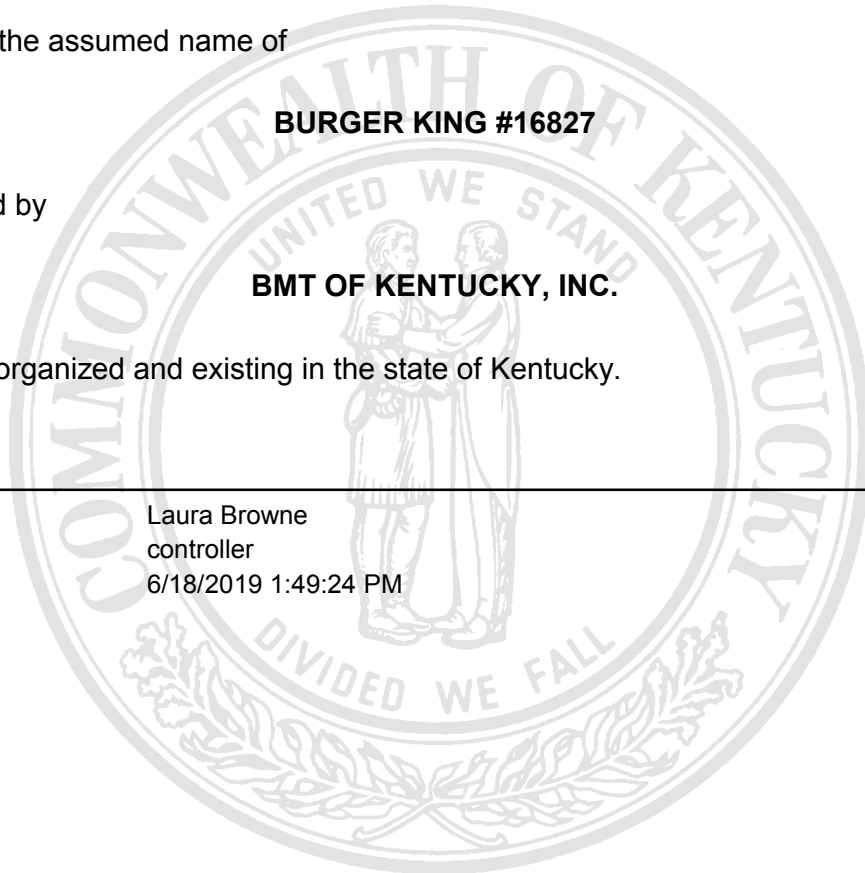 the assumed name of
BURGER KING #16827
d by
BMT OF KENTUCKY, INC.
organized and existing in the state of Kentucky.
Laura Browne
controller
6/18/2019 1:49:24 PM
COMMONWEALTH OF KENTUCKY
UNITED WE STAND
DIVIDED WE FALL